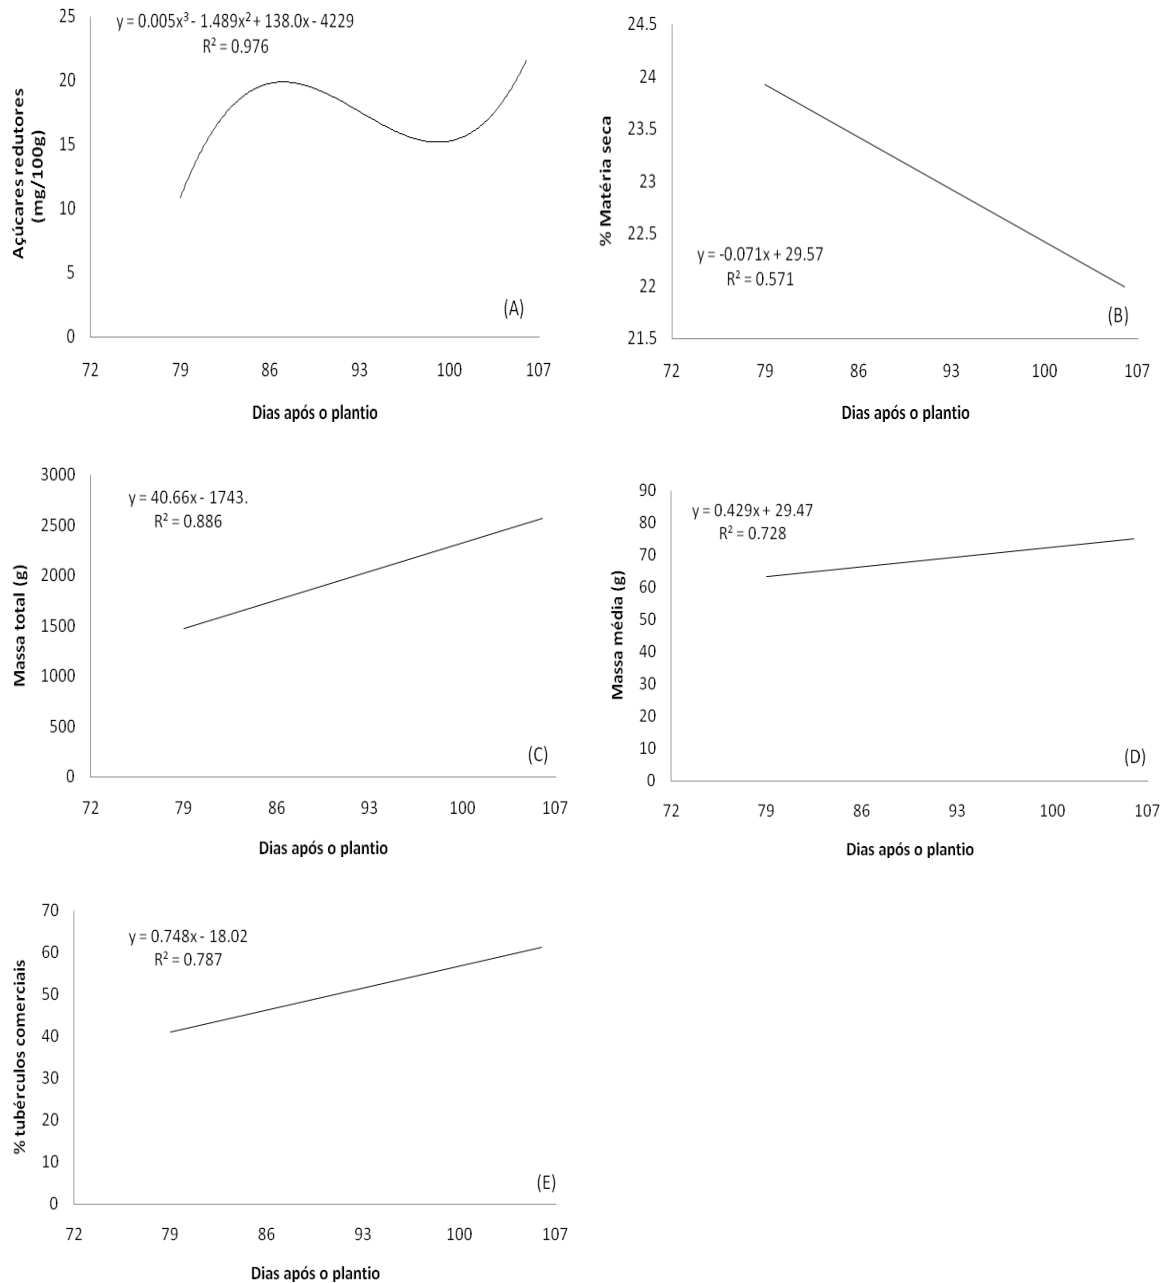 y = 0.005x³ - 1.489x² + 138.0x - 4229
R² = 0.976
Açúcares redutores
(mg/100g)
25
20
15
10
5
0
(A)
72 79 86 93 100 107
Dias após o plantio
% Matéria seca
24.5
24
23.5
23
22.5
22
21.5
y = -0.071x + 29.57
R² = 0.571
(B)
72 79 86 93 100 107
Dias após o plantio
Massa total (g)
3000
2500
2000
1500
1000
500
0
y = 40.66x - 1743.
R² = 0.886
(C)
72 79 86 93 100 107
Dias após o plantio
Massa média (g)
90
80
70
60
50
40
30
20
10
0
y = 0.429x + 29.47
R² = 0.728
(D)
72 79 86 93 100 107
Dias após o plantio
% tubérculos comerciais
70
60
50
40
30
20
10
0
y = 0.748x - 18.02
R² = 0.787
(E)
72 79 86 93 100 107
Dias após o plantio